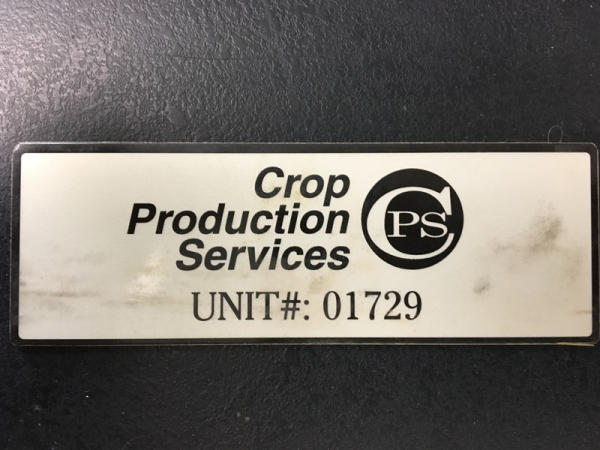 Crop
Production
Services
CPS
UNIT#: 01729